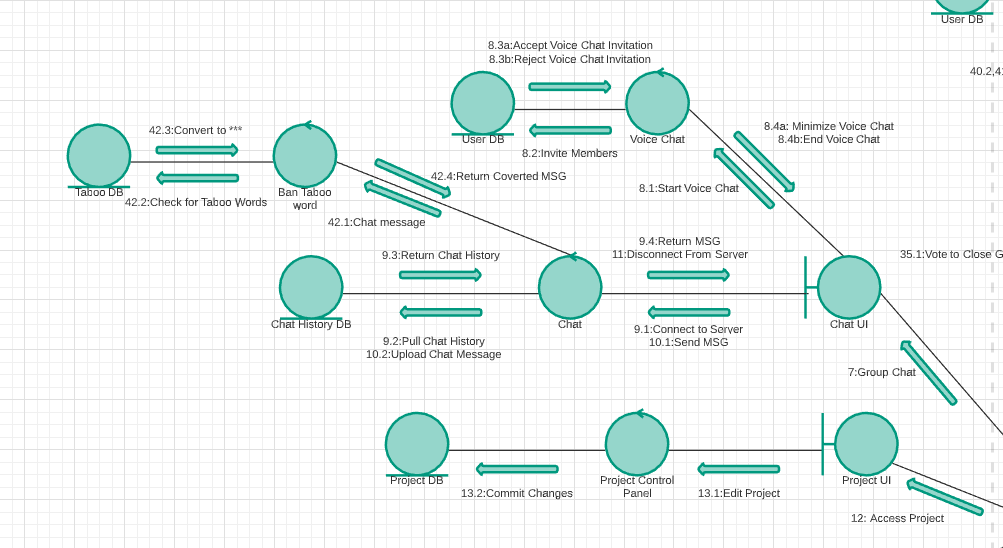 User DB
40.2,4
8.3a:Accept Voice Chat Invitation
8.3b:Reject Voice Chat Invitation
User DB
Voice Chat
8.2:Invite Members
8.4a: Minimize Voice Chat
8.4b:End Voice Chat
8.1:Start Voice Chat
42.3:Convert to ***
Taboo DB
42.2:Check for Taboo Words
Ban Taboo
word
42.4:Return Coverted MSG
42.1:Chat message
9.3:Return Chat History
9.4:Return MSG
11:Disconnect From Server
35.1:Vote to Close G
Chat History DB
Chat
Chat UI
9.2:Pull Chat History
10.2:Upload Chat Message
9.1:Connect to Server
10.1:Send MSG
7:Group Chat
Project DB
Project Control
Panel
Project UI
13.2:Commit Changes
13.1:Edit Project
12: Access Project